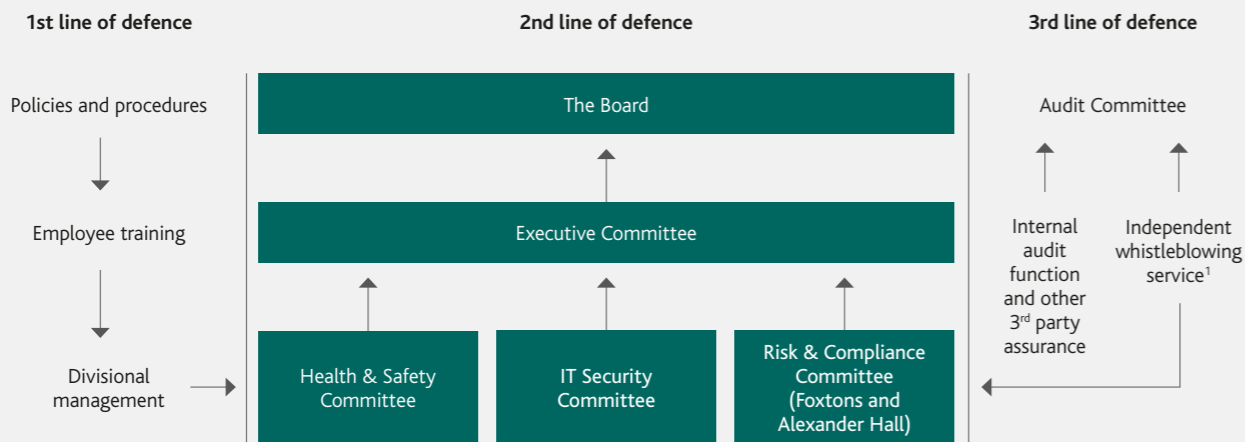 1st line of defence
2nd line of defence
3rd line of defence
Policies and procedures
Employee training
Divisional
management
The Board
Executive Committee
Health & Safety
Committee
IT Security
Committee
Risk & Compliance
Committee
(Foxtons and
Alexander Hall)
Audit Committee
Internal
audit
function
and other
3rd party
assurance
Independent
whistleblowing
service1